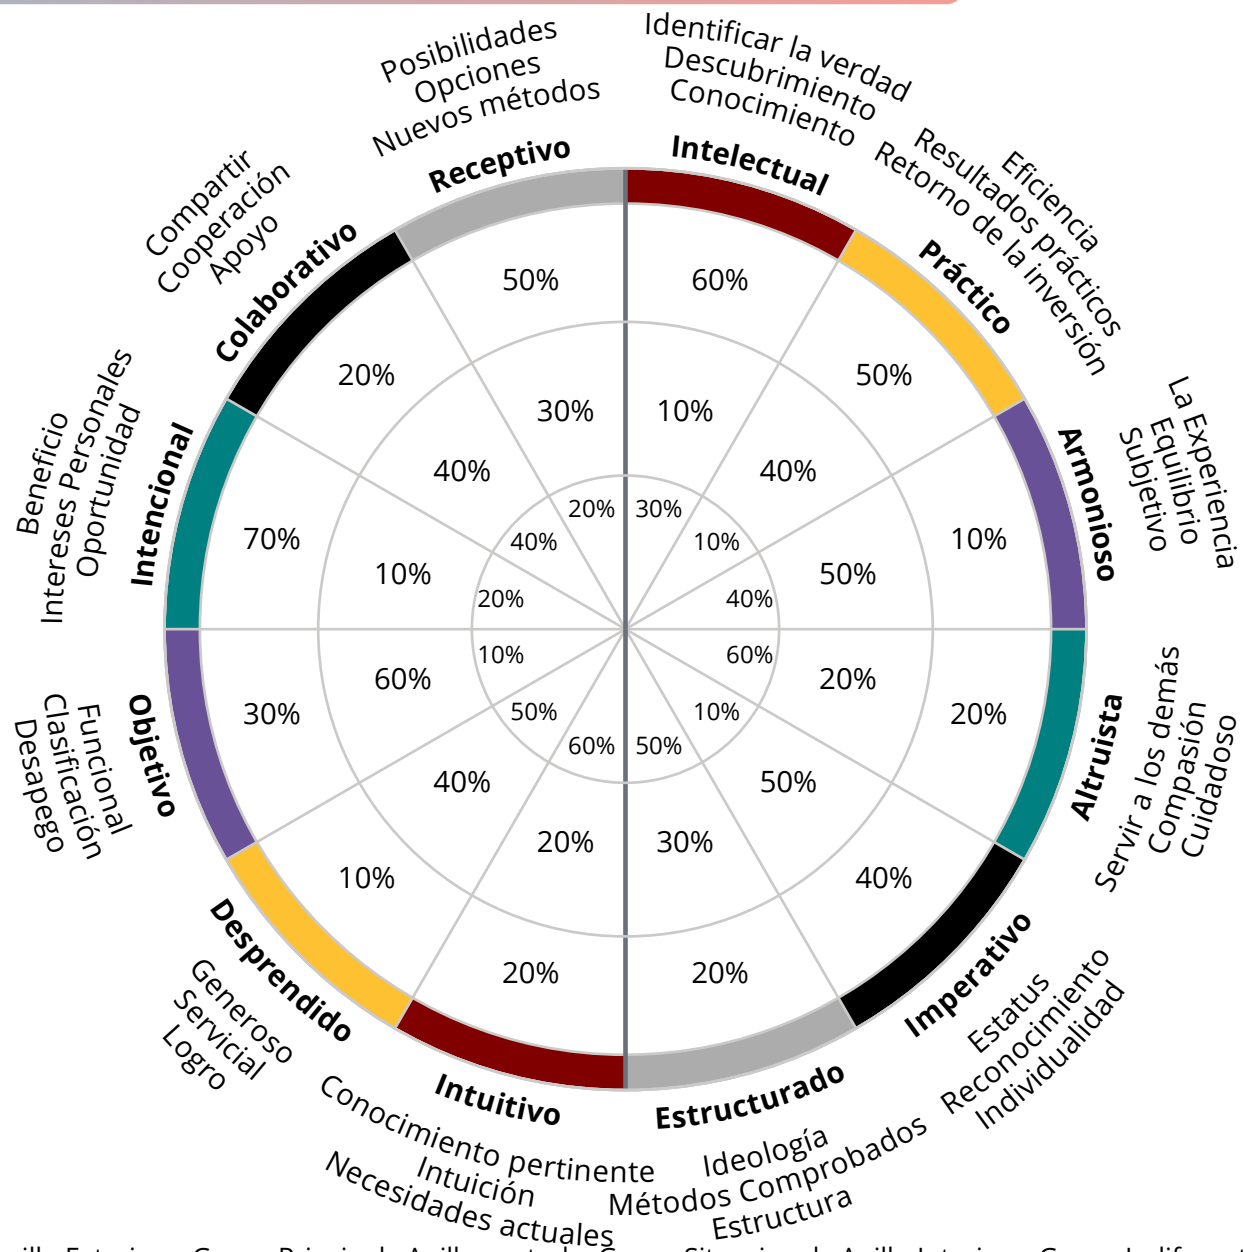 Posibilidades
Opciones
Nuevos métodos
Receptivo
Identificar la verdad
Descubrimiento
Conocimiento
Intelectual
Eficiencia
Resultados prácticos
Retorno de la inversión
Práctico
La Experiencia
Equilibrio
Subjetivo
Armonioso
Altruista
Servir a los demás
Compasión
Cuidadoso
Imperativo
Estatus
Reconocimiento
Individualidad
Estructurado
Ideología
Métodos Comprobados
Estructura
Intuitivo
Conocimiento pertinente
Intuición
Necesidades actuales
Desprendido
Generoso
Servicial
Logro
Objetivo
Funcional
Clasificación
Desapego
Beneficio
Intereses Personales
Oportunidad
Intencional
Compartir
Cooperación
Apoyo
Colaborativo
50%
60%
20%
50%
30%
10%
40%
40%
20%
30%
40%
10%
70%
10%
10%
50%
20%
40%
10%
60%
30%
60%
20%
20%
50%
10%
60%
50%
40%
50%
10%
20%
30%
40%
20%
20%